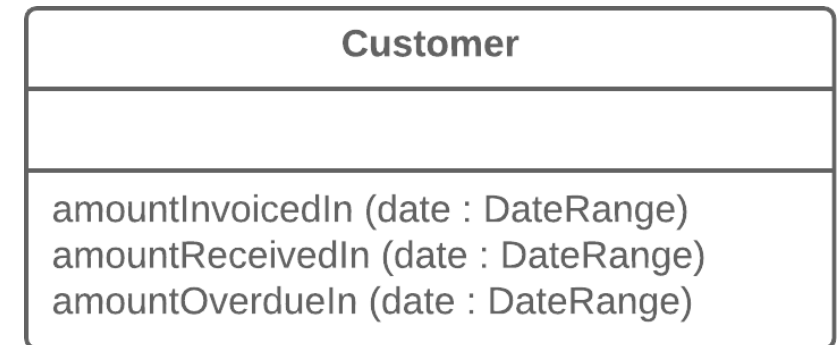 Customer
amountInvoicedIn (date : DateRange)
amountReceivedIn (date : DateRange)
amountOverdueIn (date : DateRange)